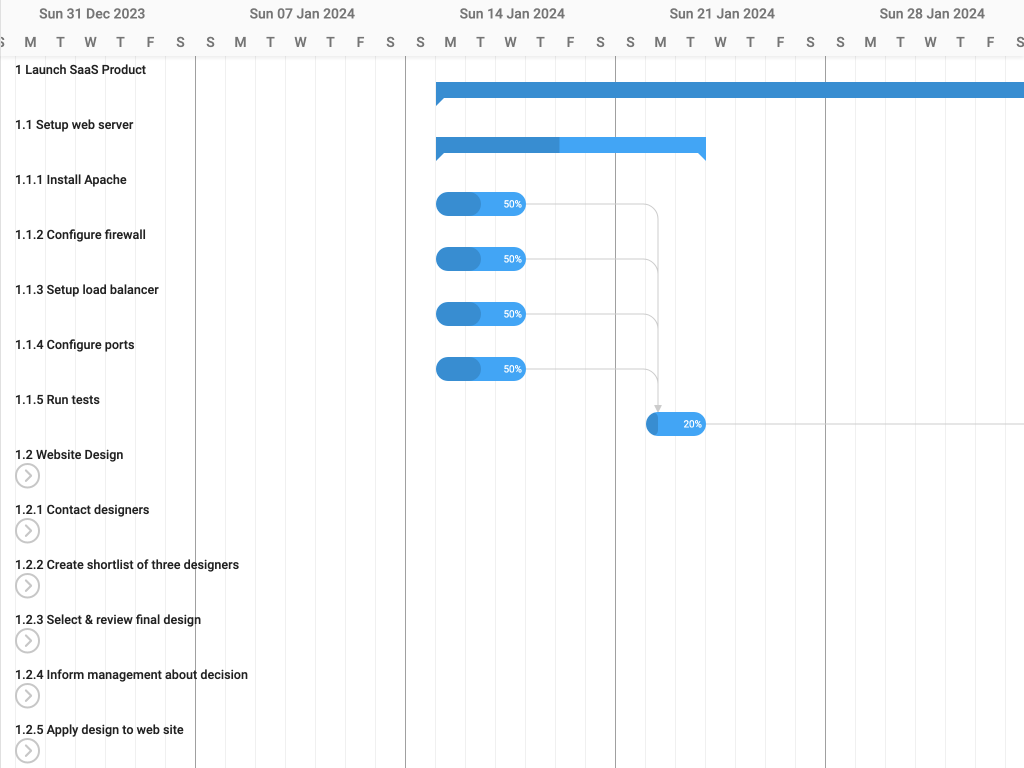 Sun 31 Dec 2023 Sun 07 Jan 2024 Sun 14 Jan 2024 Sun 21 Jan 2024 Sun 28 Jan 2024
S M T W T F S S M T W T F S S M T W T F S S M T W T F S S M T W T F S
1 Launch SaaS Product
1.1 Setup web server
1.1.1 Install Apache
50%
1.1.2 Configure firewall
50%
1.1.3 Setup load balancer
50%
1.1.4 Configure ports
50%
1.1.5 Run tests
20%
1.2 Website Design
1.2.1 Contact designers
1.2.2 Create shortlist of three designers
1.2.3 Select & review final design
1.2.4 Inform management about decision
1.2.5 Apply design to web site